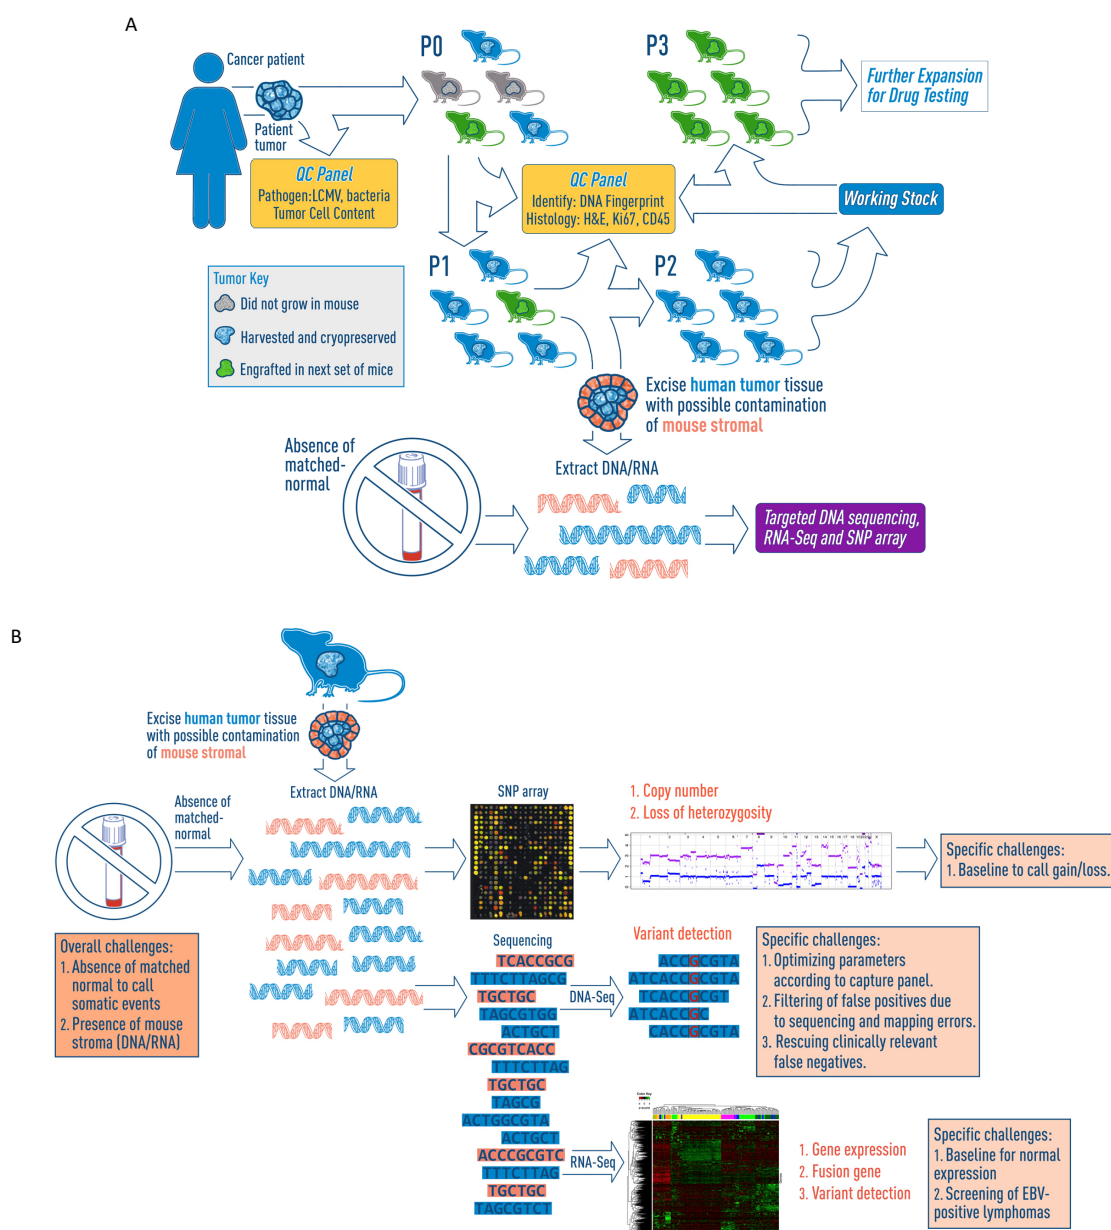 A
Cancer patient
Patient
tumor
QC Panel
Pathogen:LCMV, bacteria
Tumor Cell Content
P0
P3
Further Expansion
for Drug Testing
QC Panel
Identify: DNA Fingerprint
Histology: H&E, Ki67, CD45
Working Stock
P1
P2
Tumor Key
Did not grow in mouse
Harvested and cryopreserved
Engrafted in next set of mice
Excise human tumor tissue
with possible contamination
of mouse stromal
Absence of
matched-
normal
Extract DNA/RNA
Targeted DNA sequencing,
RNA-Seq and SNP array
B
Excise human tumor tissue
with possible contamination
of mouse stromal
Absence of
matched-
normal
Extract DNA/RNA
SNP array
1. Copy number
2. Loss of heterozygosity
Specific challenges:
1. Baseline to call gain/loss.
Overall challenges:
1. Absence of matched
normal to call
somatic events
2. Presence of mouse
stroma (DNA/RNA)
Sequencing
TCACCGCG
TTTCTTAGCG
TGCTGC
TAGCGTGG
ACTGCT
CGCGTCACC
TTTCTTAG
TGCTGC
TAGCG
ACTGGCGTA
ACTGCT
ACCCGCGTC
TTTCTTAG
TGCTGC
TAGCGTCT
DNA-Seq
Variant detection
ACCGCGTA
ATCACCGCGTA
TCACCGCGT
ATCACCGC
CACCGCGTA
Specific challenges:
1. Optimizing parameters
according to capture panel.
2. Filtering of false positives due
to sequencing and mapping errors.
3. Rescuing clinically relevant
false negatives.
RNA-Seq
1. Gene expression
2. Fusion gene
3. Variant detection
Specific challenges:
1. Baseline for normal
expression
2. Screening of EBV-
positive lymphomas